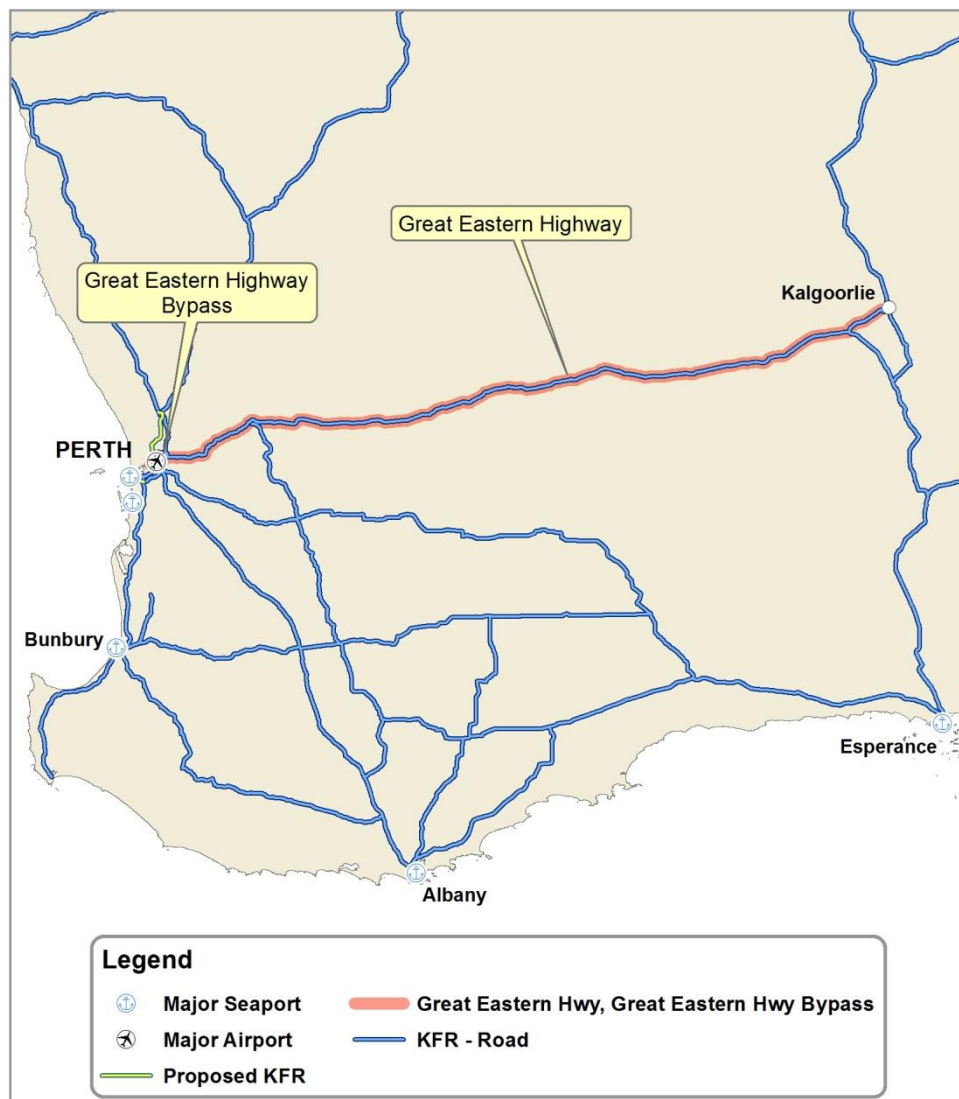 Great Eastern Highway
Great Eastern Highway
Bypass
Kalgoorlie
PERTH
Bunbury
Esperance
Albany
Legend
Major Seaport
Great Eastern Hwy, Great Eastern Hwy Bypass
Major Airport
KFR - Road
Proposed KFR